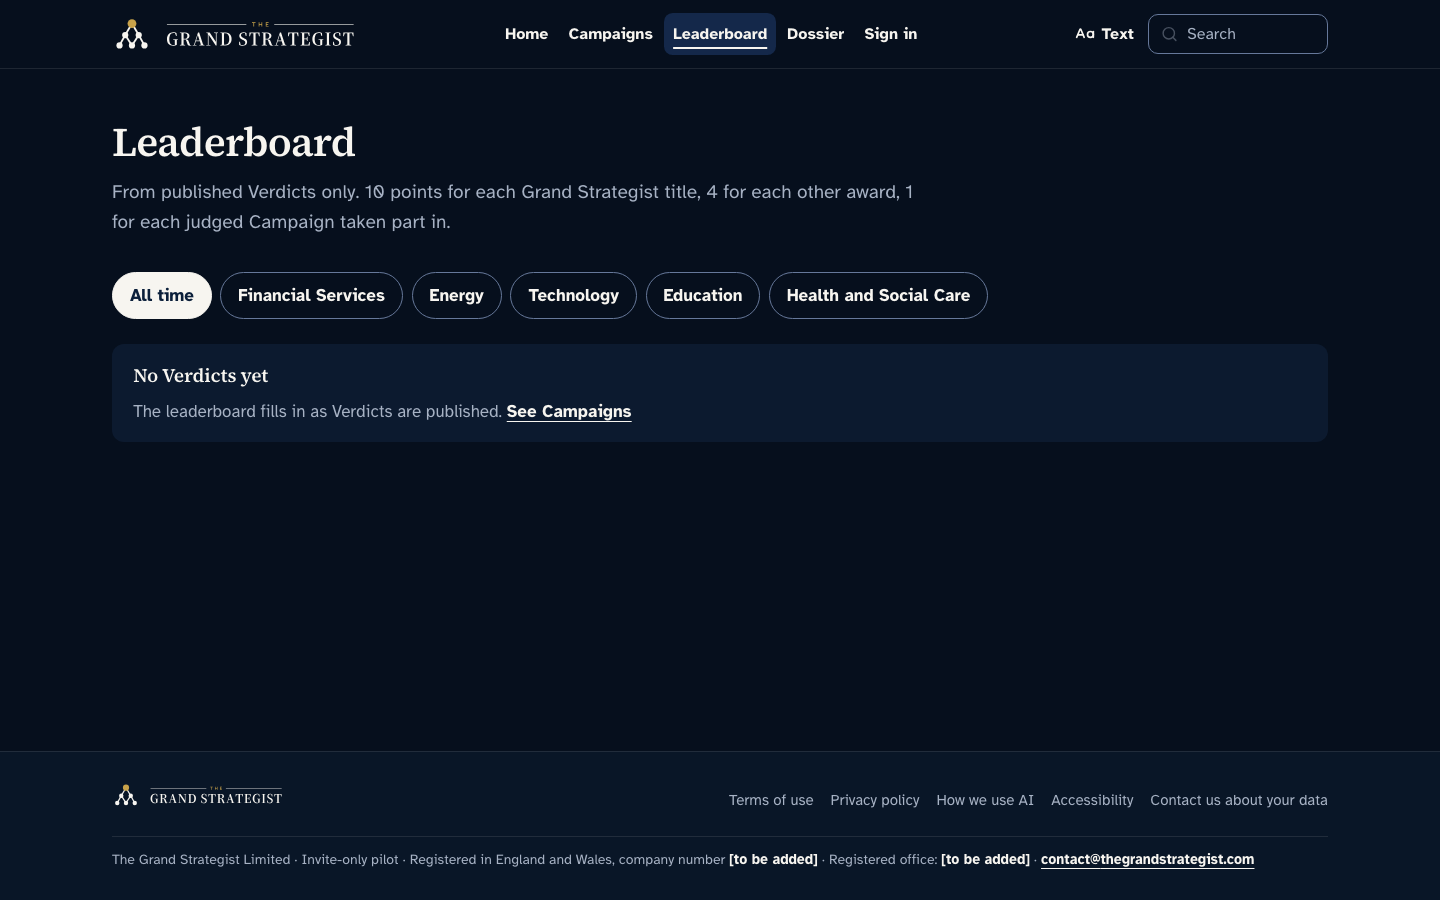 THE
GRAND STRATEGIST
Home
Campaigns
Leaderboard
Dossier
Sign in
Aa Text
Search
Leaderboard
From published Verdicts only. 10 points for each Grand Strategist title, 4 for each other award, 1
for each judged Campaign taken part in.
All time
Financial Services
Energy
Technology
Education
Health and Social Care
No Verdicts yet
The leaderboard fills in as Verdicts are published. See Campaigns
THE
GRAND STRATEGIST
Terms of use
Privacy policy
How we use AI
Accessibility
Contact us about your data
The Grand Strategist Limited · Invite-only pilot · Registered in England and Wales, company number [to be added] · Registered office: [to be added] · contact@thegrandstrategist.com